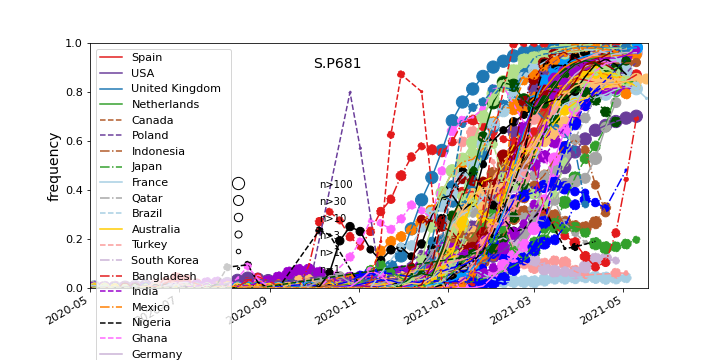 S.P681
frequency
1.0
0.8
0.6
0.4
0.2
0.0
Spain
USA
United Kingdom
Netherlands
Canada
Poland
Indonesia
Japan
France
Qatar
Brazil
Australia
Turkey
South Korea
Bangladesh
India
Mexico
Nigeria
Ghana
Germany
n>100
n>30
n>10
n>3
2020-05
2020-09
2020-11
2021-01
2021-03
2021-05